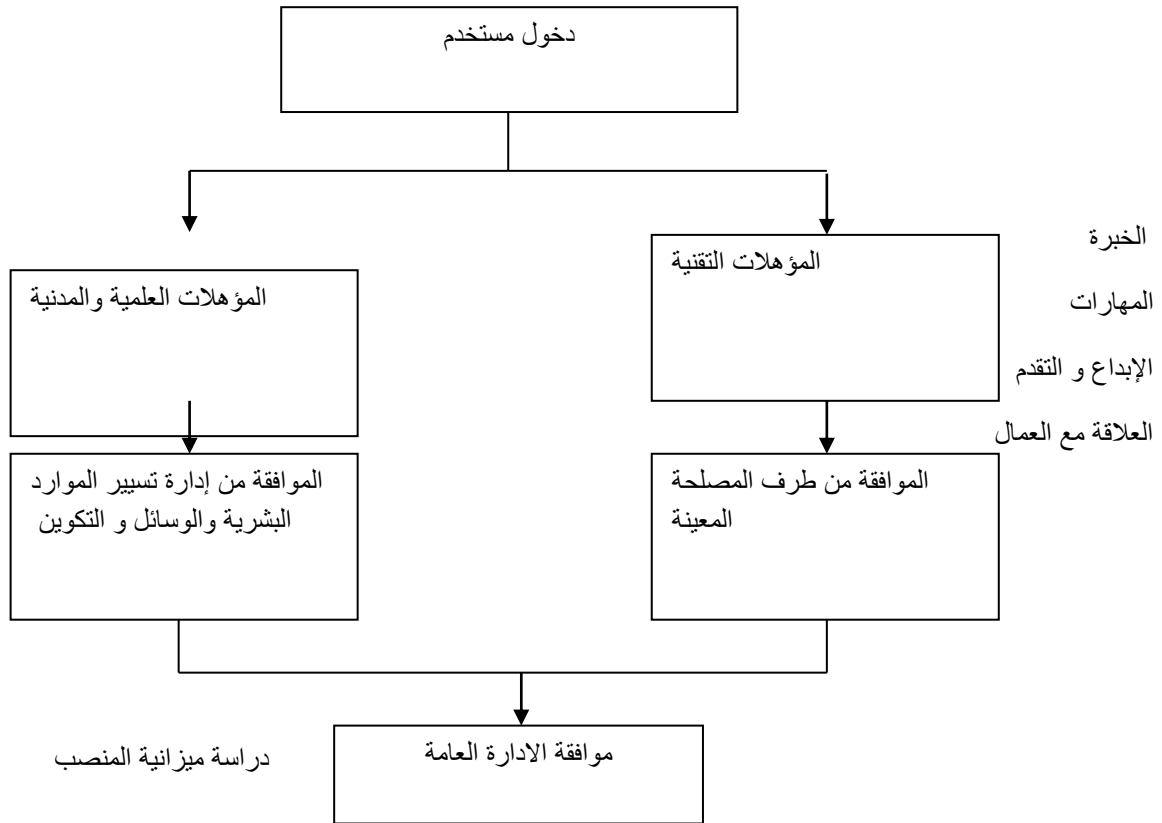 دخول مستخدم
الخبرة
المؤهلات التقنية
المؤهلات العلمية والمدنية
المهارات
الإبداع و التقدم
العلاقة مع العمال
الموافقة من طرف المصلحة
المعينة
الموافقة من إدارة تسيير الموارد
البشرية والوسائل و التكوين
موافقة الادارة العامة
دراسة ميزانية المنصب